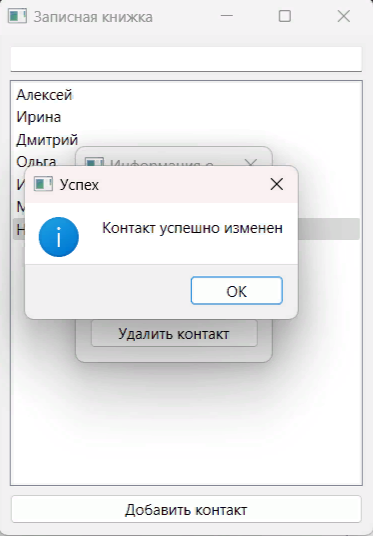 Записная книжка
Алексей
Ирина
Дмитрий
Ольга
Информация о
Успех
Контакт успешно изменен
OK
Удалить контакт
Добавить контакт